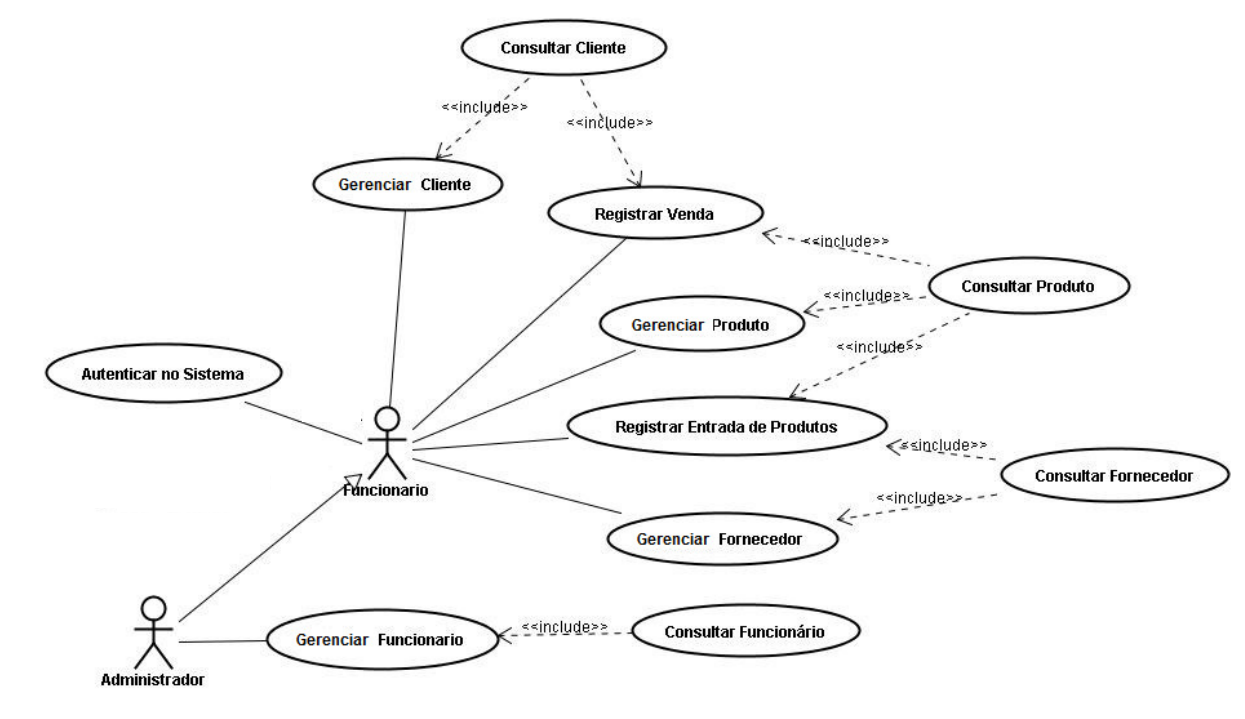 Consultar Cliente
<<include>>
<<include>>
Gerenciar Cliente
Registrar Venda
<<include>>
Consultar Produto
<<include>>
Gerenciar Produto
<<include>>
Autenticar no Sistema
Registrar Entrada de Produtos
<<include>>
Consultar Fornecedor
Funcionario
<<include>>
Gerenciar Fornecedor
<<include>>
Consultar Funcionário
Gerenciar Funcionario
Administrador